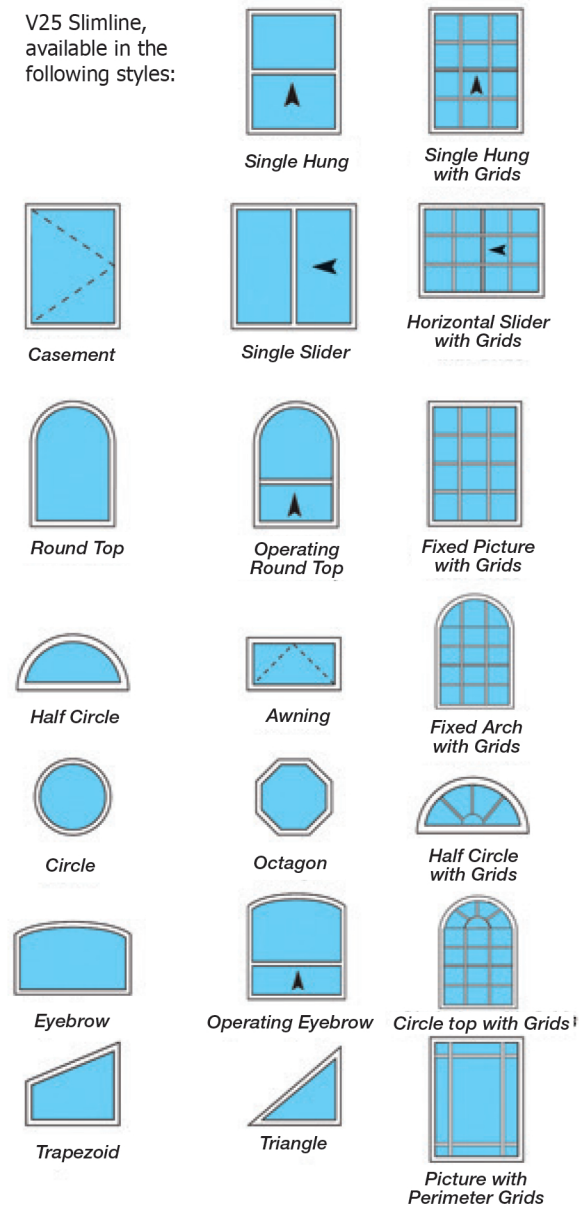 V25 Slimline,
available in the
following styles:
Single Hung
Single Hung
with Grids
Casement
Single Slider
Horizontal Slider
with Grids
Round Top
Operating
Round Top
Fixed Picture
with Grids
Half Circle
Awning
Fixed Arch
with Grids
Circle
Octagon
Half Circle
with Grids
Eyebrow
Operating Eyebrow
Circle top with Grids
Trapezoid
Triangle
Picture with
Perimeter Grids